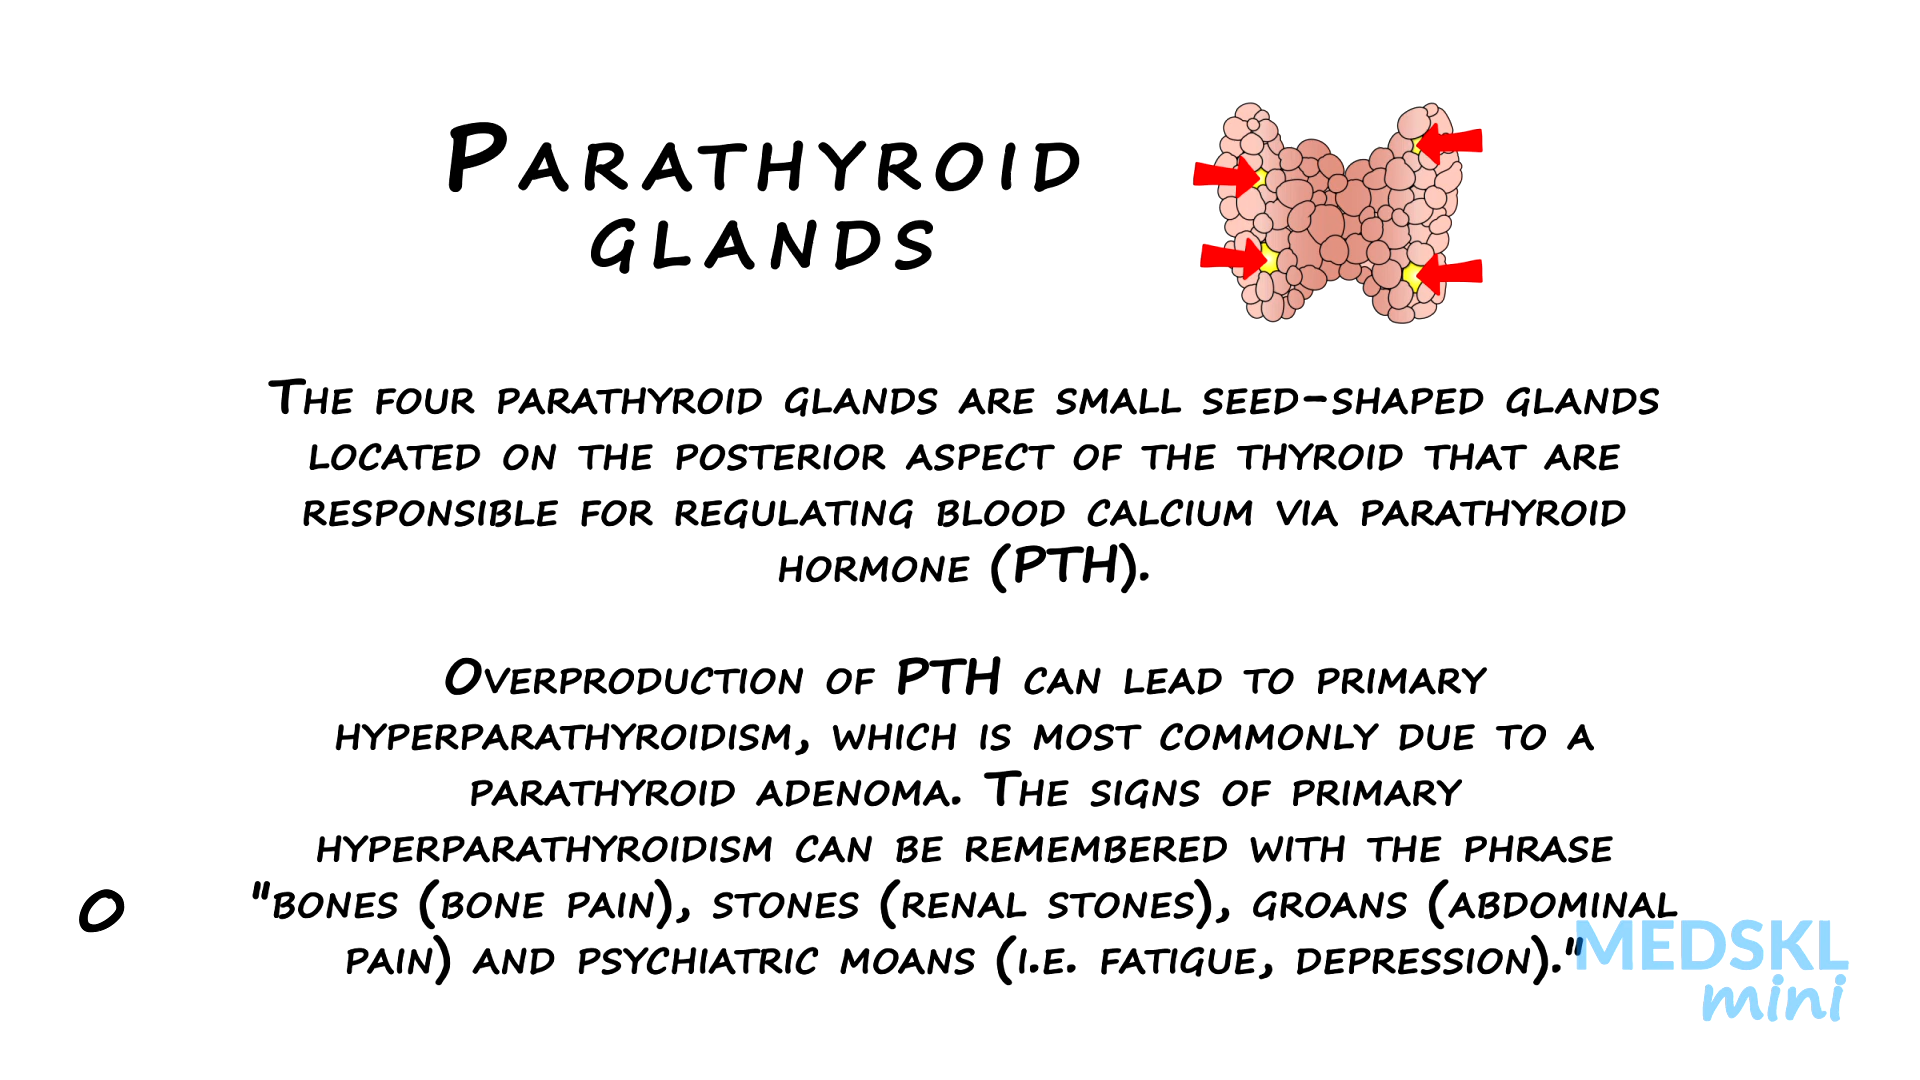 Parathyroid
glands
The four parathyroid glands are small seed-shaped glands
located on the posterior aspect of the thyroid that are
responsible for regulating blood calcium via parathyroid
hormone (PTH).
Overproduction of PTH can lead to primary
hyperparathyroidism, which is most commonly due to a
parathyroid adenoma. The signs of primary
hyperparathyroidism can be remembered with the phrase
"bones (bone pain), stones (renal stones), groans (abdominal
pain) and psychiatric moans (i.e. fatigue, depression)."
0
MEDSKL
mini